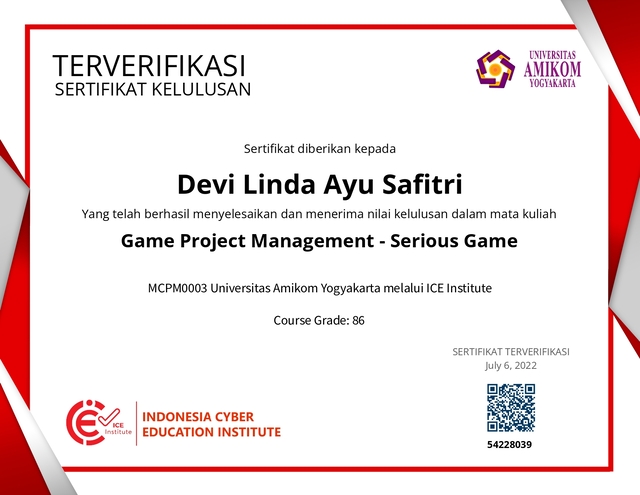 TERVERIFIKASI
SERTIFIKAT KELULUSAN
UNIVERSITAS
AMIKOM
YOGYAKARTA
Sertifikat diberikan kepada
Devi Linda Ayu Safitri
Yang telah berhasil menyelesaikan dan menerima nilai kelulusan dalam mata kuliah
Game Project Management - Serious Game
MCPM0003 Universitas Amikom Yogyakarta melalui ICE Institute
Course Grade: 86
SERTIFIKAT TERVERIFIKASI
July 6, 2022
54228039
ICE
Institute
INDONESIA CYBER
EDUCATION INSTITUTE